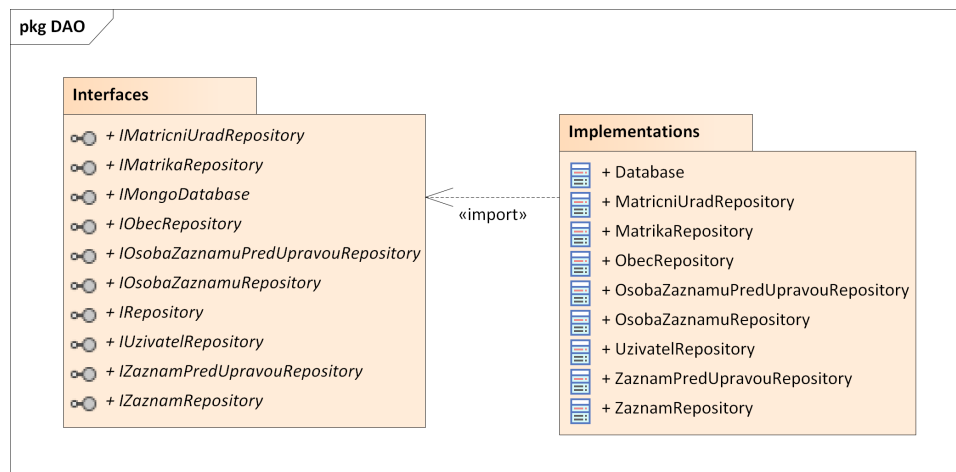 pkg DAO
Interfaces
+ IMatricniUradRepository
+ IMatrikaRepository
+ IMongoDatabase
+ IObecRepository
+ IOsobaZaznamuPredUpravouRepository
+ IOsobaZaznamuRepository
+ IRepository
+ IUzivatelRepository
+ IZaznamPredUpravouRepository
+ IZaznamRepository
«import»
Implementations
+ Database
+ MatricniUradRepository
+ MatrikaRepository
+ ObecRepository
+ OsobaZaznamuPredUpravouRepository
+ OsobaZaznamuRepository
+ UzivatelRepository
+ ZaznamPredUpravouRepository
+ ZaznamRepository